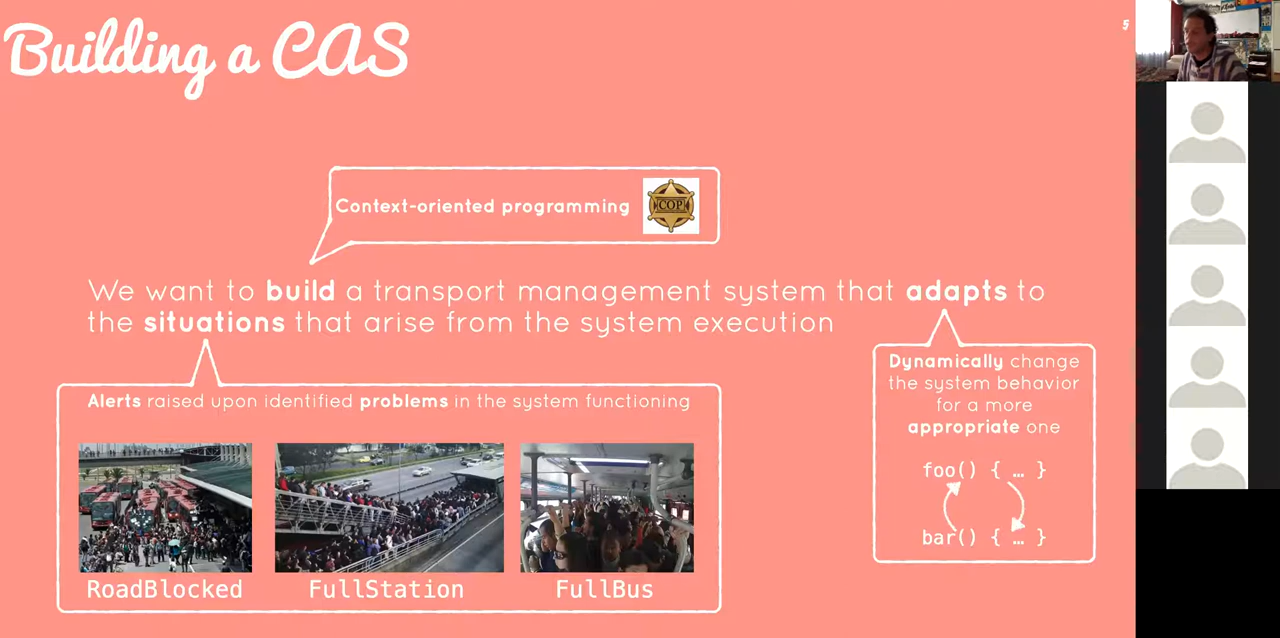 Building a CAS
5
Context-oriented programming
COP
We want to build a transport management system that adapts to
the situations that arise from the system execution
Alerts raised upon identified problems in the system functioning
RoadBlocked
FullStation
FullBus
Dynamically change
the system behavior
for a more
appropriate one
foo() { … }
bar() { … }